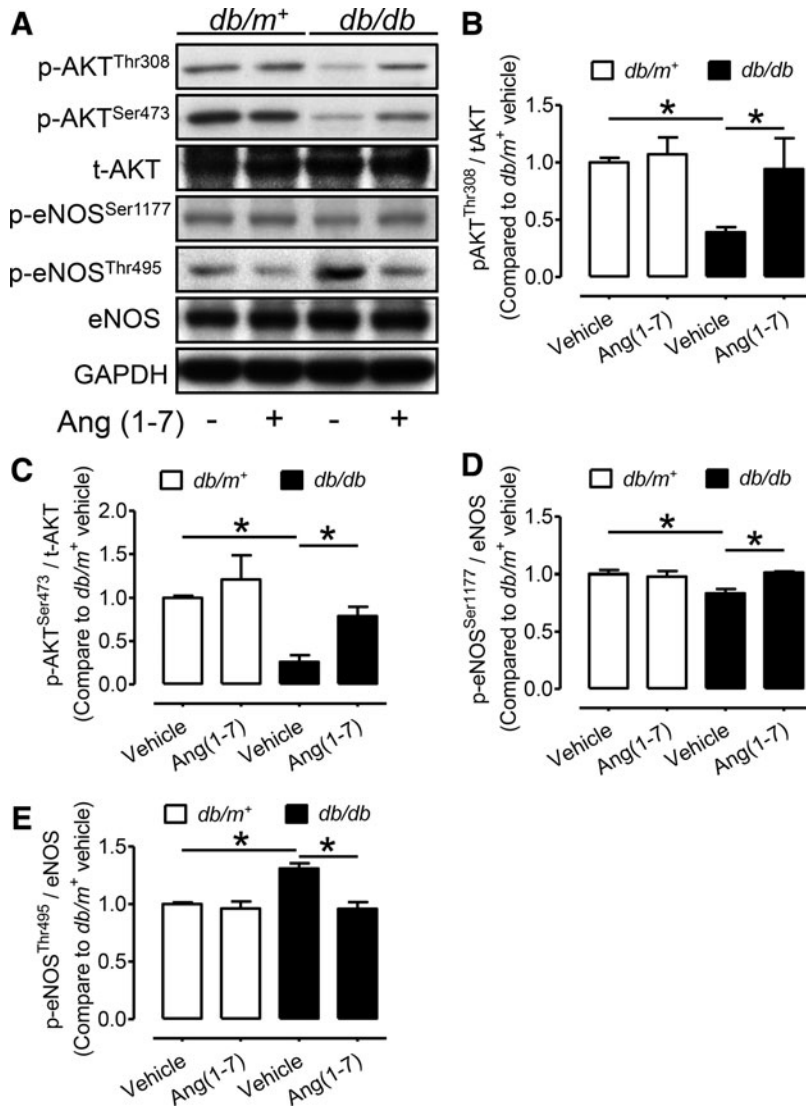 A
db/m+ db/db
p-AKTThr308
p-AKTSer473
t-AKT
p-eNOSSer1177
p-eNOSThr495
eNOS
GAPDH
Ang (1-7) - + - +
B
db/m+ db/db
pAKTThr308 / tAKT
(Compared to db/m+ vehicle)
1.5
1.0
0.5
0.0
* *
Vehicle Ang(1-7) Vehicle Ang(1-7)
C
db/m+ db/db
p-AKTSer473 / t-AKT
(Compare to db/m+ vehicle)
2.0
1.5
1.0
0.5
0.0
* *
Vehicle Ang(1-7) Vehicle Ang(1-7)
D
db/m+ db/db
p-eNOSSer1177 / eNOS
(Compared to db/m+ vehicle)
1.5
1.0
0.5
0.0
* *
Vehicle Ang(1-7) Vehicle Ang(1-7)
E
db/m+ db/db
p-eNOSThr495 / eNOS
(Compare to db/m+ vehicle)
1.5
1.0
0.5
0.0
* *
Vehicle Ang(1-7) Vehicle Ang(1-7)